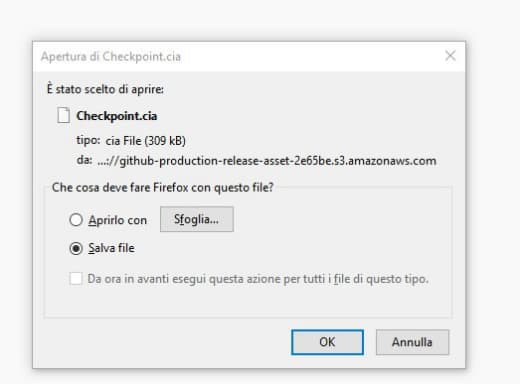 Apertura di Checkpoint.cia
È stato scelto di aprire:
Checkpoint.cia
tipo: cia File (309 kB)
da: ...://github-production-release-asset-2e65be.s3.amazonaws.com
Che cosa deve fare Firefox con questo file?
Aprirlo con
Sfoglia...
Salva file
Da ora in avanti esegui questa azione per tutti i file di questo tipo.
OK
Annulla